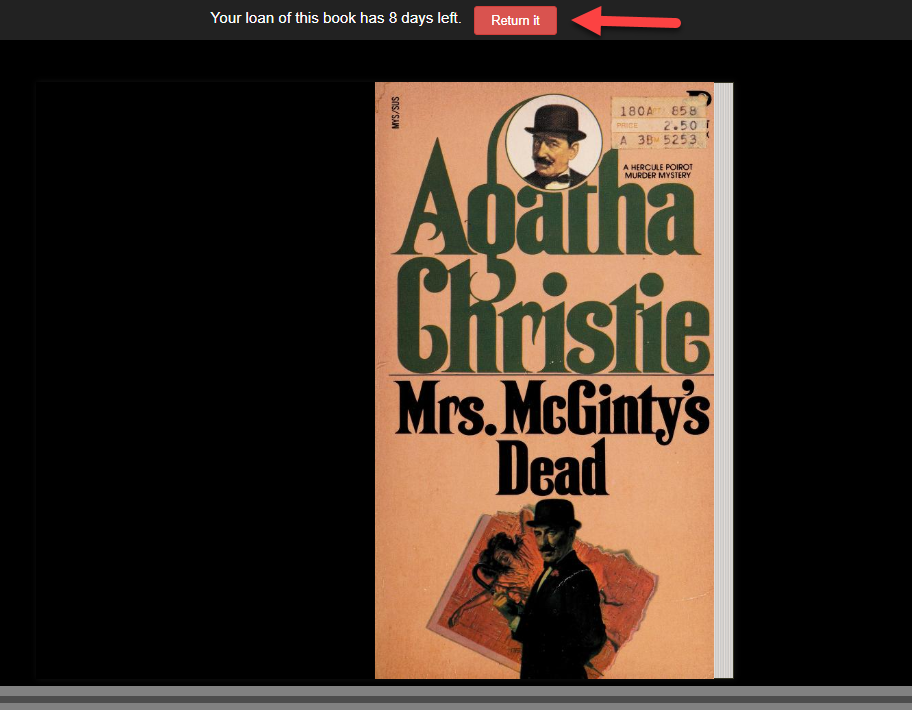 Your loan of this book has 8 days left. Return it
MYS/SUS
180A 858
PRICE 2.50
A 3B 5253
A HERCULE POIROT
MURDER MYSTERY
Agatha
Christie
Mrs. McGinty's
Dead